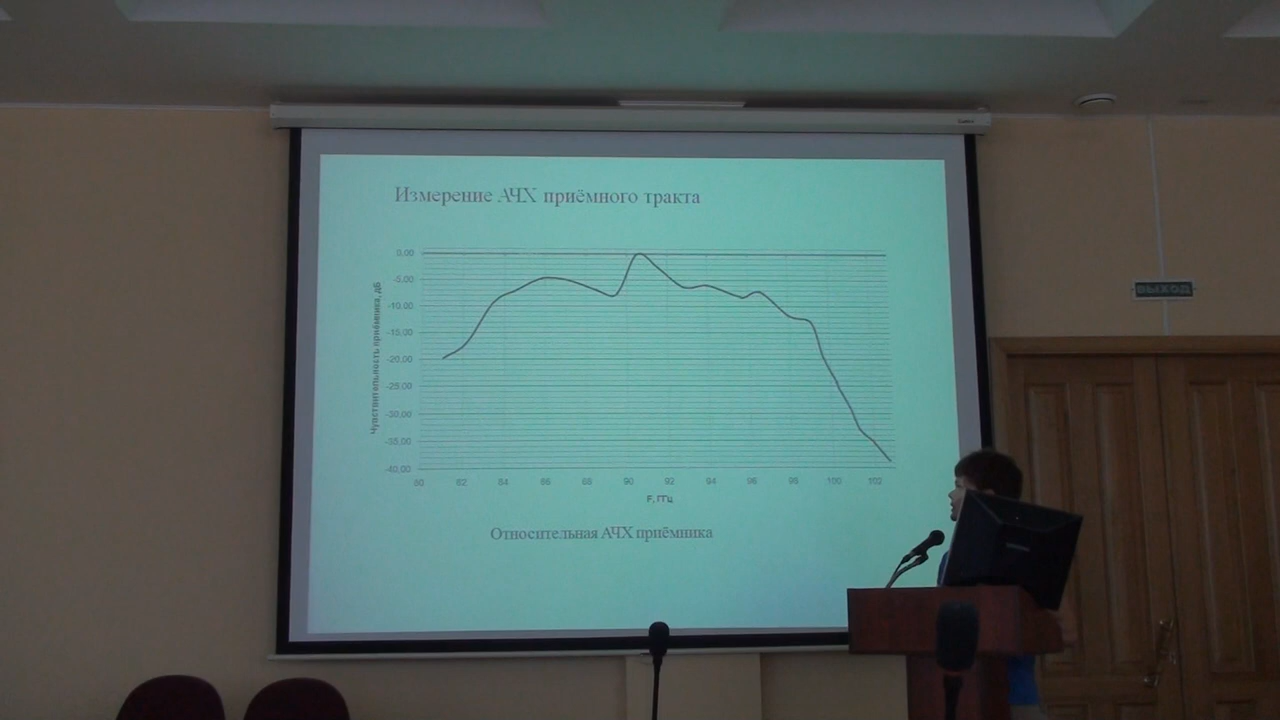 Измерение АЧХ приёмного тракта
0,00
-5,00
-10,00
-15,00
-20,00
-25,00
-30,00
-35,00
-40,00
Чувствительность приёмника, дБ
80 82 84 86 88 90 92 94 96 98 100 102
F, ГГц
Относительная АЧХ приёмника
ВЫХОД